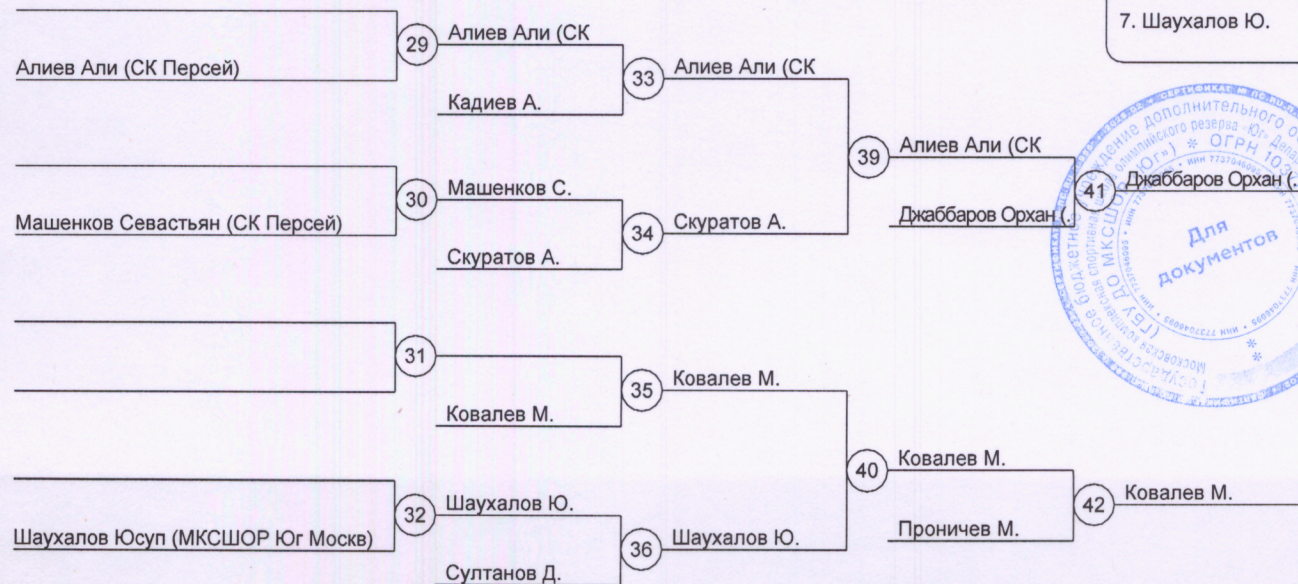 7. Шаухалов Ю.
29
Алиев Али (СК
Алиев Али (СК Персей)
33
Алиев Али (СК
Кадиев А.
39
Алиев Али (СК
41
Джаббаров Орхан (.
Джаббаров Орхан (.
30
Машенков С.
Машенков Севастьян (СК Персей)
34
Скуратов А.
Скуратов А.
Для
документов
31
35
Ковалев М.
Ковалев М.
40
Ковалев М.
42
Ковалев М.
Проничев М.
32
Шаухалов Ю.
Шаухалов Юсуп (МКСШОР Юг Москв)
36
Шаухалов Ю.
Султанов Д.